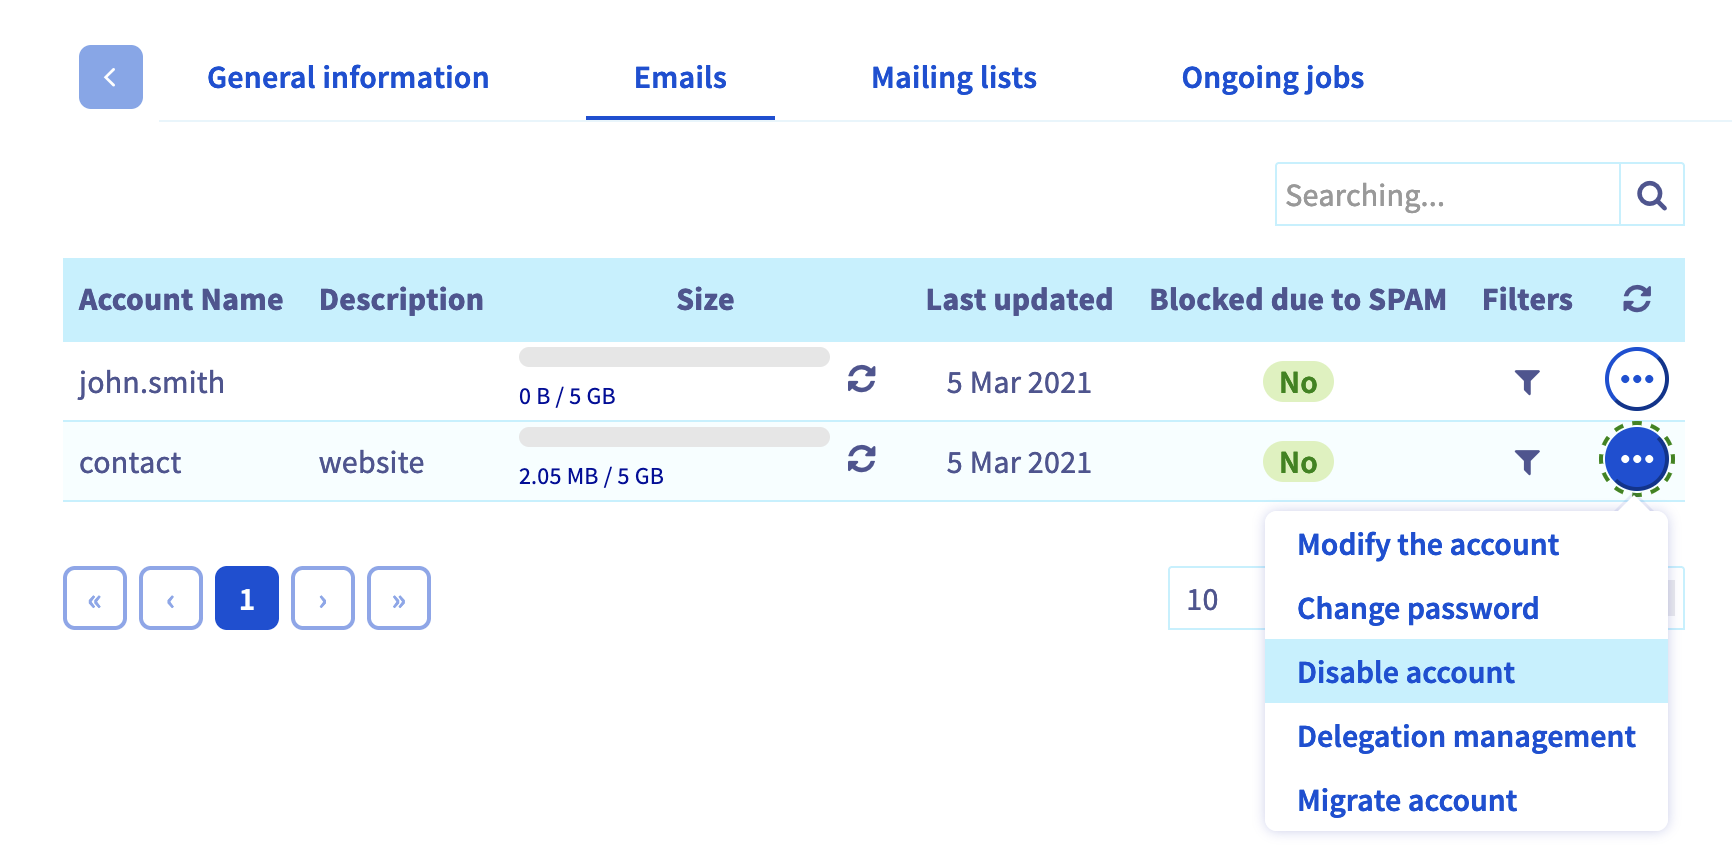 General information Emails Mailing lists Ongoing jobs
Searching...
Account Name Description Size Last updated Blocked due to SPAM Filters
john.smith 0 B / 5 GB 5 Mar 2021 No
contact website 2.05 MB / 5 GB 5 Mar 2021 No
« ‹ 1 › » 10
Modify the account
Change password
Disable account
Delegation management
Migrate account